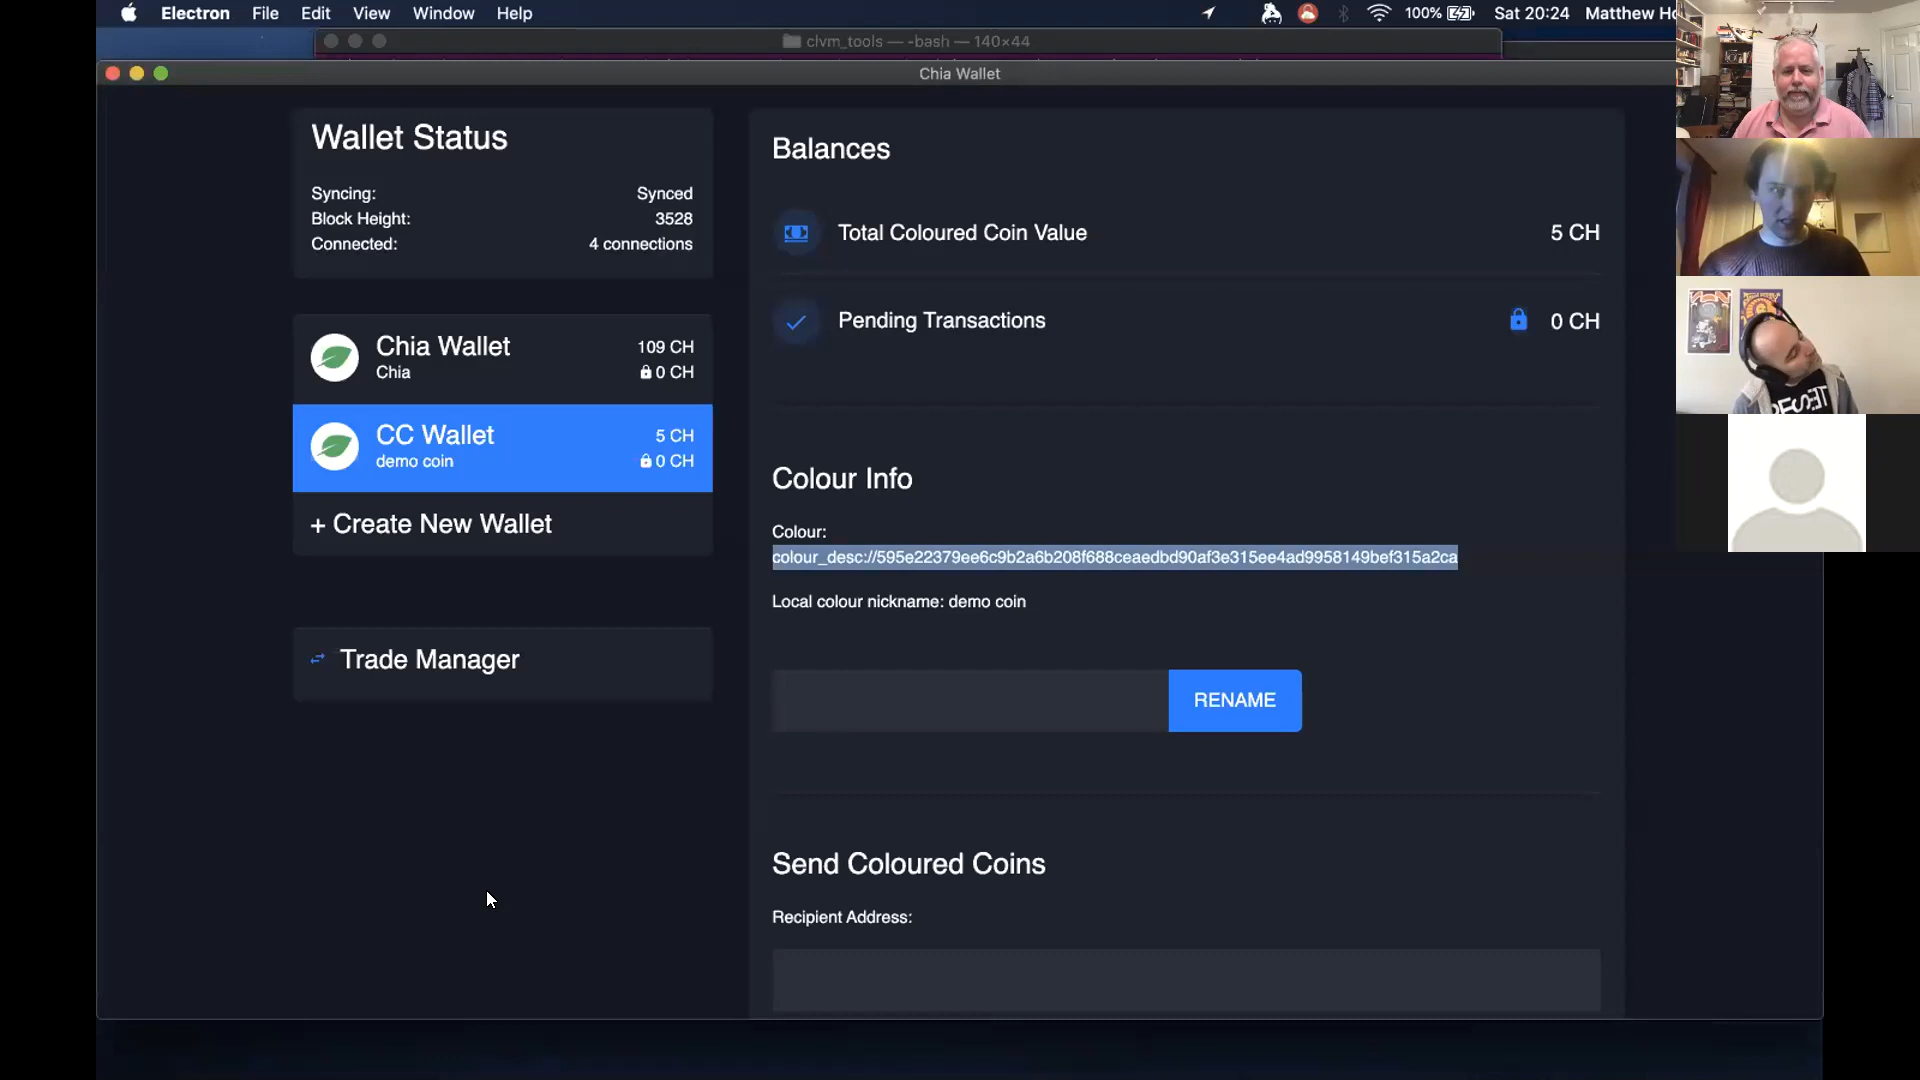 Electron File Edit View Window Help
100% Sat 20:24 Matthew Ho
clvm_tools — -bash — 140×44
Chia Wallet
Wallet Status
Syncing: Synced
Block Height: 3528
Connected: 4 connections
Chia Wallet 109 CH
Chia 0 CH
CC Wallet 5 CH
demo coin 0 CH
+ Create New Wallet
Trade Manager
Balances
Total Coloured Coin Value 5 CH
Pending Transactions 0 CH
Colour Info
Colour:
colour_desc://595e22379ee6c9b2a6b208f688ceaedbd90af3e315ee4ad9958149bef315a2ca
Local colour nickname: demo coin
RENAME
Send Coloured Coins
Recipient Address: